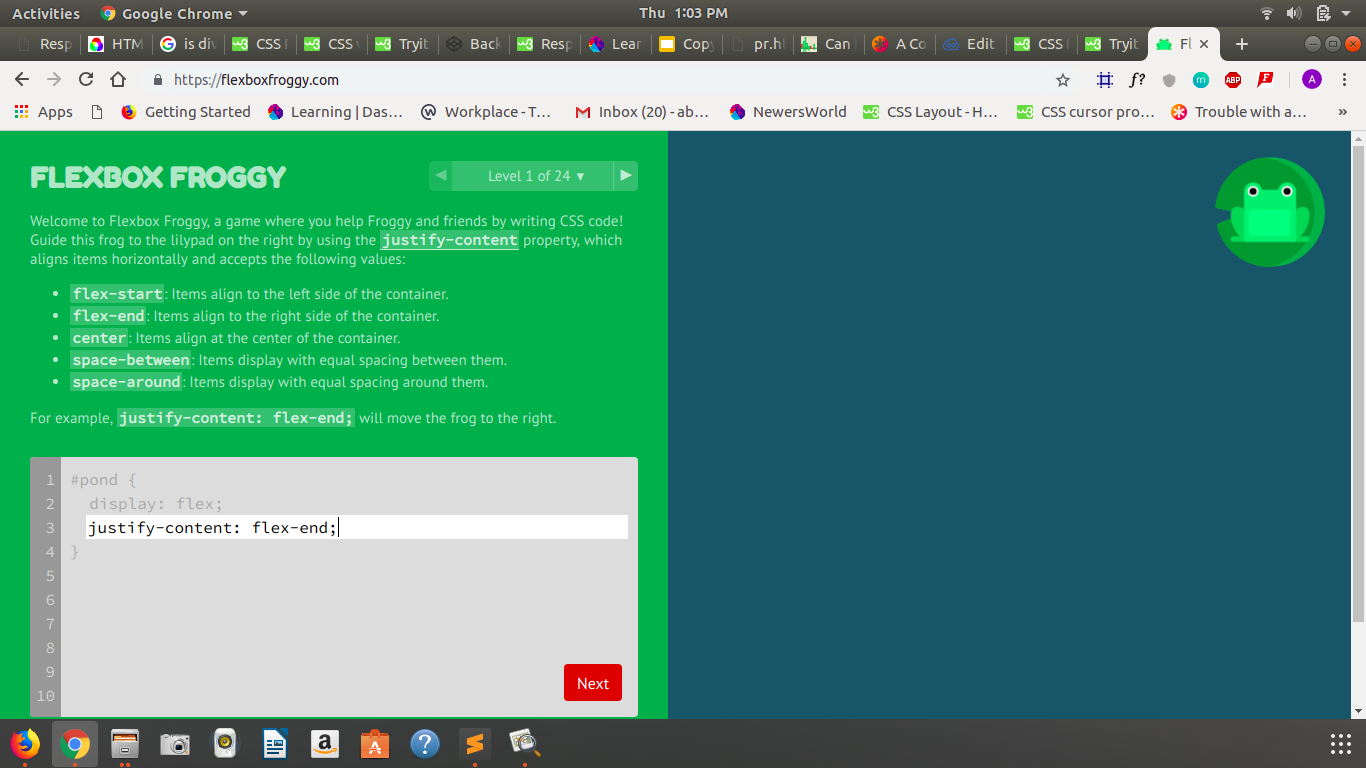 Activities Google Chrome Thu 1:03 PM
Resp HTM is div CSS CSS Tryit Back Resp Lear Copy pr.h Can A Co Edit CSS Tryit Fl
https://flexboxfroggy.com f? m ABP F A
Apps Getting Started Learning | Das… Workplace - T… Inbox (20) - ab… NewersWorld CSS Layout - H… CSS cursor pro… Trouble with a… »
FLEXBOX FROGGY
◀ Level 1 of 24 ▼ ▶
Welcome to Flexbox Froggy, a game where you help Froggy and friends by writing CSS code!
Guide this frog to the lilypad on the right by using the justify-content property, which
aligns items horizontally and accepts the following values:
• flex-start: Items align to the left side of the container.
• flex-end: Items align to the right side of the container.
• center: Items align at the center of the container.
• space-between: Items display with equal spacing between them.
• space-around: Items display with equal spacing around them.
For example, justify-content: flex-end; will move the frog to the right.
1 #pond {
2 display: flex;
3 justify-content: flex-end;
4 }
5
6
7
8
9
10
Next